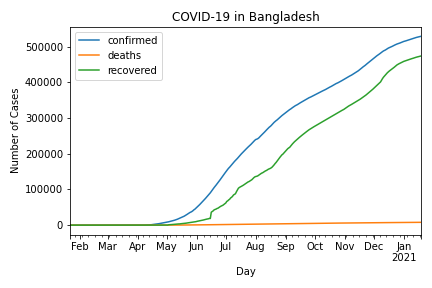 COVID-19 in Bangladesh
confirmed
deaths
recovered
Number of Cases
500000
400000
300000
200000
100000
0
Feb Mar Apr May Jun Jul Aug Sep Oct Nov Dec Jan
2021
Day